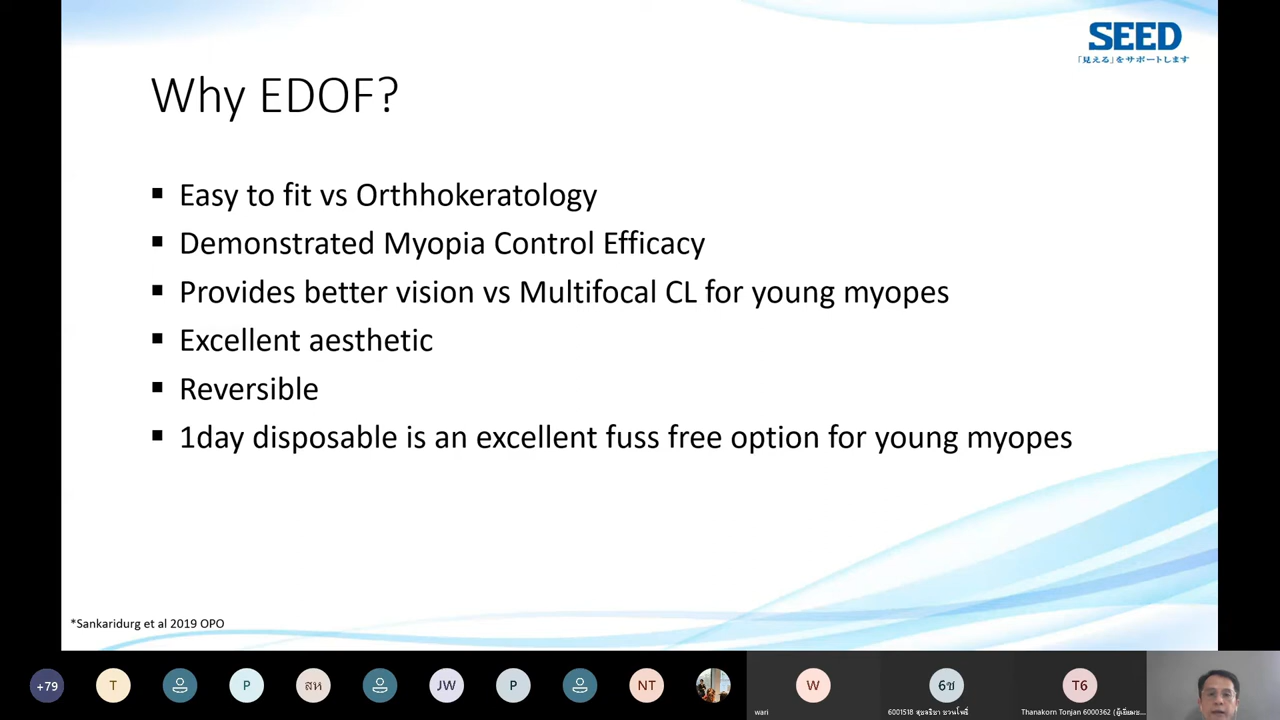 SEED
「見える」をサポートします
Why EDOF?
▪ Easy to fit vs Orthhokeratology
▪ Demonstrated Myopia Control Efficacy
▪ Provides better vision vs Multifocal CL for young myopes
▪ Excellent aesthetic
▪ Reversible
▪ 1day disposable is an excellent fuss free option for young myopes
*Sankaridurg et al 2019 OPO
+79
T
P
สห
JW
P
NT
W
wari
6ช
6001518
T6
Thanakorn Tonjan 6000362